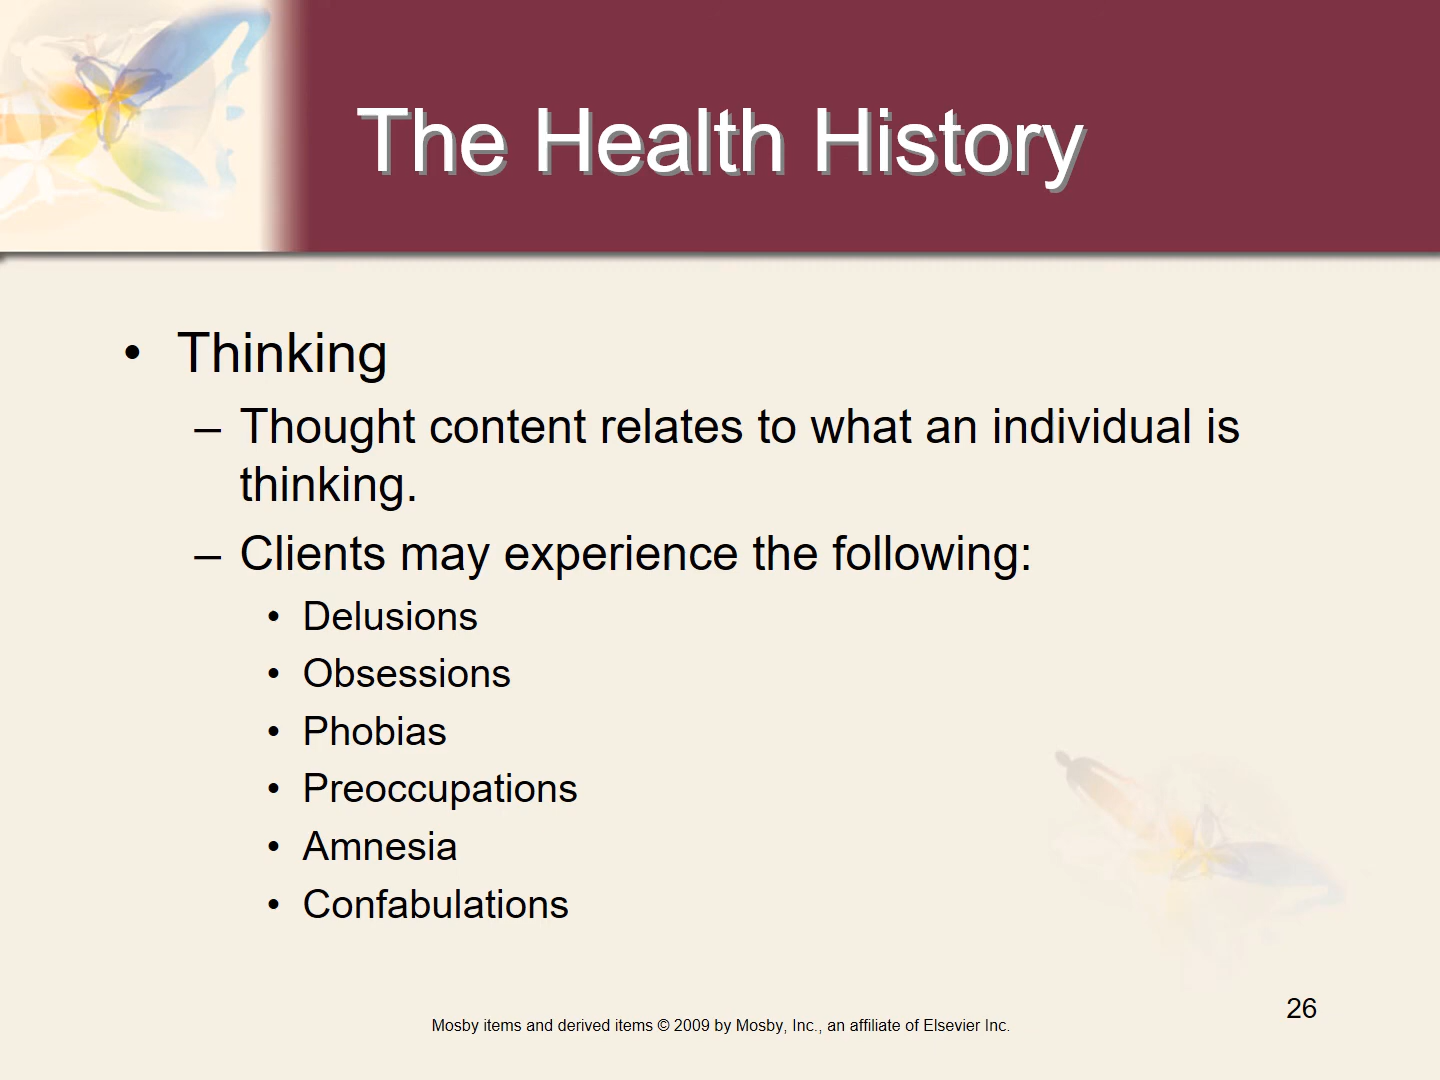 The Health History
• Thinking
– Thought content relates to what an individual is
thinking.
– Clients may experience the following:
• Delusions
• Obsessions
• Phobias
• Preoccupations
• Amnesia
• Confabulations
26
Mosby items and derived items © 2009 by Mosby, Inc., an affiliate of Elsevier Inc.